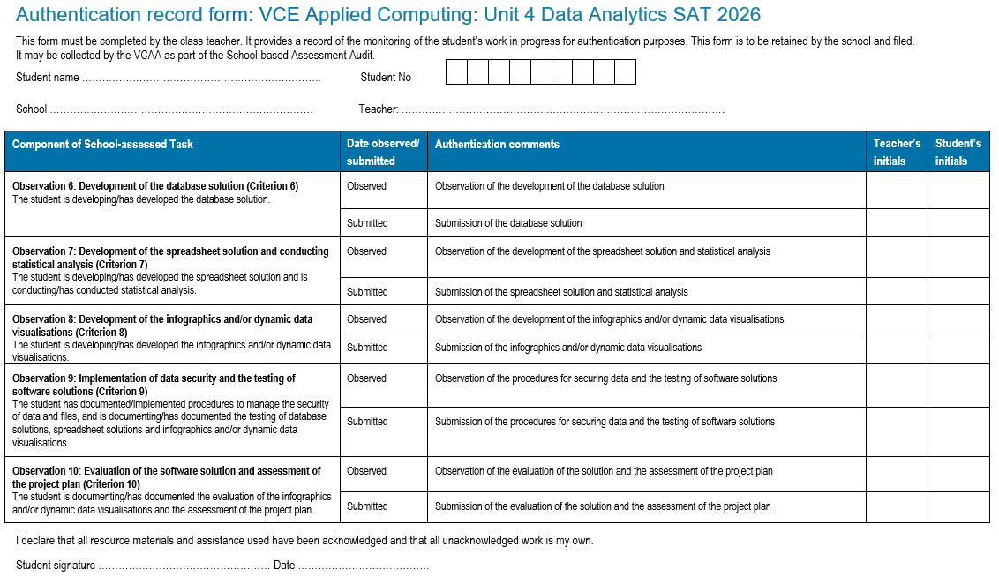 Authentication record form: VCE Applied Computing: Unit 4 Data Analytics SAT 2026
This form must be completed by the class teacher. It provides a record of the monitoring of the student's work in progress for authentication purposes. This form is to be retained by the school and filed.
It may be collected by the VCAA as part of the School-based Assessment Audit.
Student name ……………………………………………………………….. Student No
School …………………………………………………………………… Teacher: …………………………………………………………………………………….
Component of School-assessed Task
Date observed/
submitted
Authentication comments
Teacher's
initials
Student's
initials
Observation 6: Development of the database solution (Criterion 6)
The student is developing/has developed the database solution.
Observed
Observation of the development of the database solution
Submitted
Submission of the database solution
Observation 7: Development of the spreadsheet solution and conducting
statistical analysis (Criterion 7)
The student is developing/has developed the spreadsheet solution and is
conducting/has conducted statistical analysis.
Observed
Observation of the development of the spreadsheet solution and statistical analysis
Submitted
Submission of the spreadsheet solution and statistical analysis
Observation 8: Development of the infographics and/or dynamic data
visualisations (Criterion 8)
The student is developing/has developed the infographics and/or dynamic data
visualisations.
Observed
Observation of the development of the infographics and/or dynamic data visualisations
Submitted
Submission of the infographics and/or dynamic data visualisations
Observation 9: Implementation of data security and the testing of
software solutions (Criterion 9)
The student has documented/implemented procedures to manage the security
of data and files, and is documenting/has documented the testing of database
solutions, spreadsheet solutions and infographics and/or dynamic data
visualisations.
Observed
Observation of the procedures for securing data and the testing of software solutions
Submitted
Submission of the procedures for securing data and the testing of software solutions
Observation 10: Evaluation of the software solution and assessment of
the project plan (Criterion 10)
The student is documenting/has documented the evaluation of the infographics
and/or dynamic data visualisations and the assessment of the project plan.
Observed
Observation of the evaluation of the solution and the assessment of the project plan
Submitted
Submission of the evaluation of the solution and the assessment of the project plan
I declare that all resource materials and assistance used have been acknowledged and that all unacknowledged work is my own.
Student signature …………………………………………… Date …………………………………